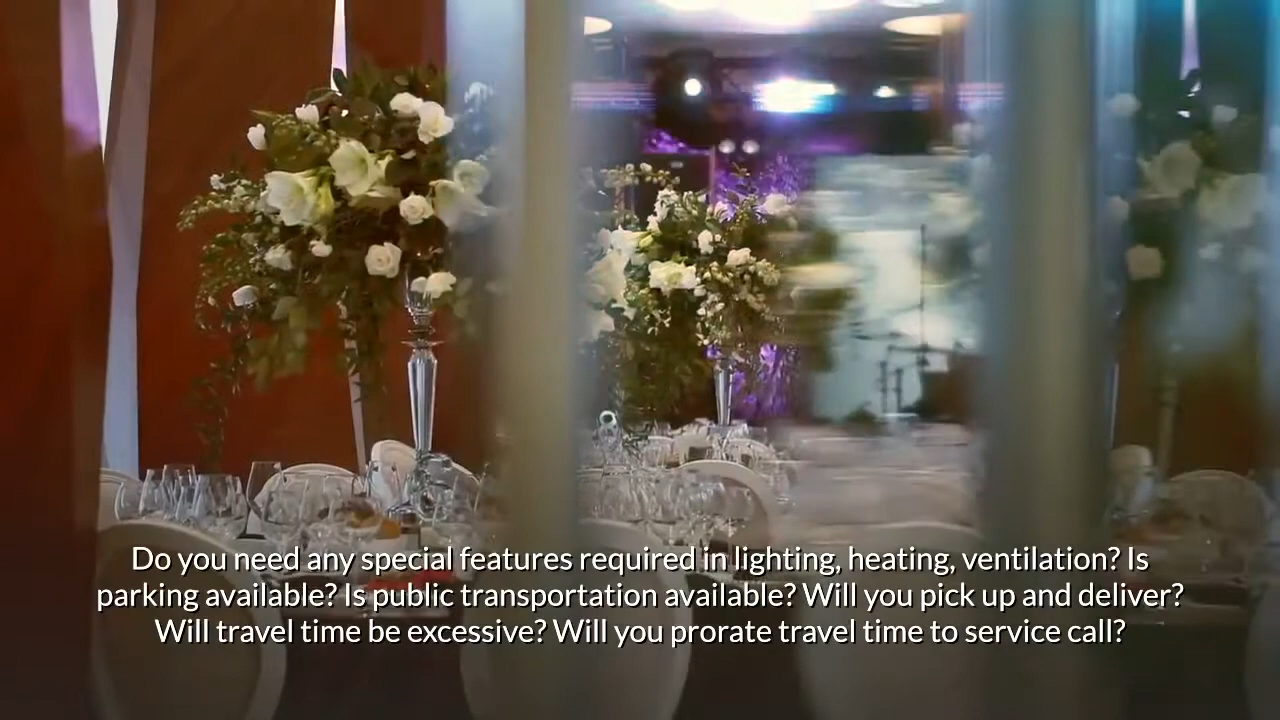 Do you need any special features required in lighting, heating, ventilation? Is
parking available? Is public transportation available? Will you pick up and deliver?
Will travel time be excessive? Will you prorate travel time to service call?